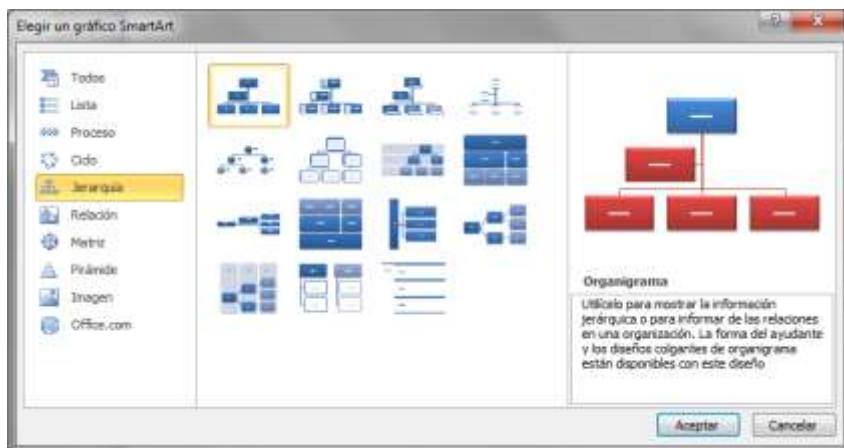 Elegir un gráfico SmartArt
Todos
Lista
Proceso
Ciclo
Jerarquía
Relación
Matriz
Pirámide
Imagen
Office.com
Organigrama
Utilícelo para mostrar la información
jerárquica o para informar de las relaciones
en una organización. La forma del ayudante
y los diseños colgantes de organigrama
están disponibles con este diseño
Aceptar
Cancelar